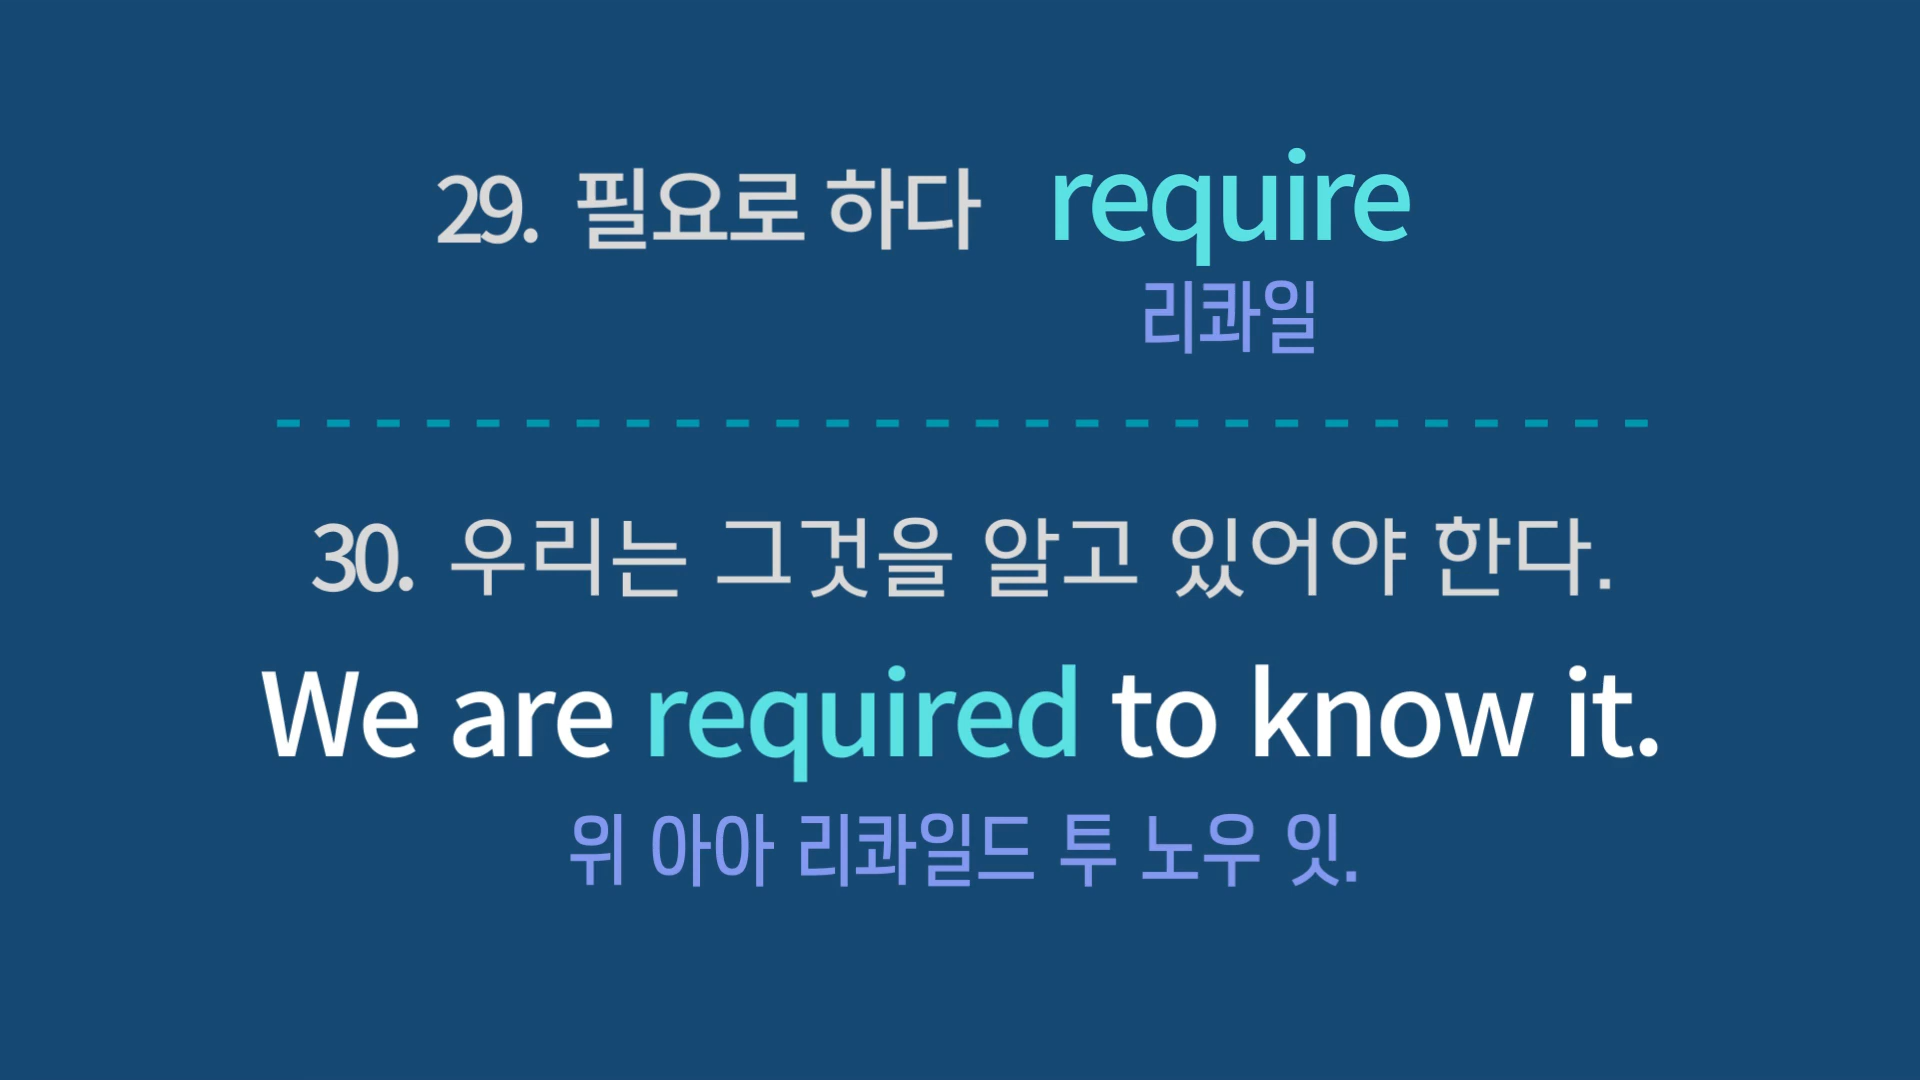 29. 필요로 하다 require
리콰일
30. 우리는 그것을 알고 있어야 한다.
We are required to know it.
위 아아 리콰일드 투 노우 잇.